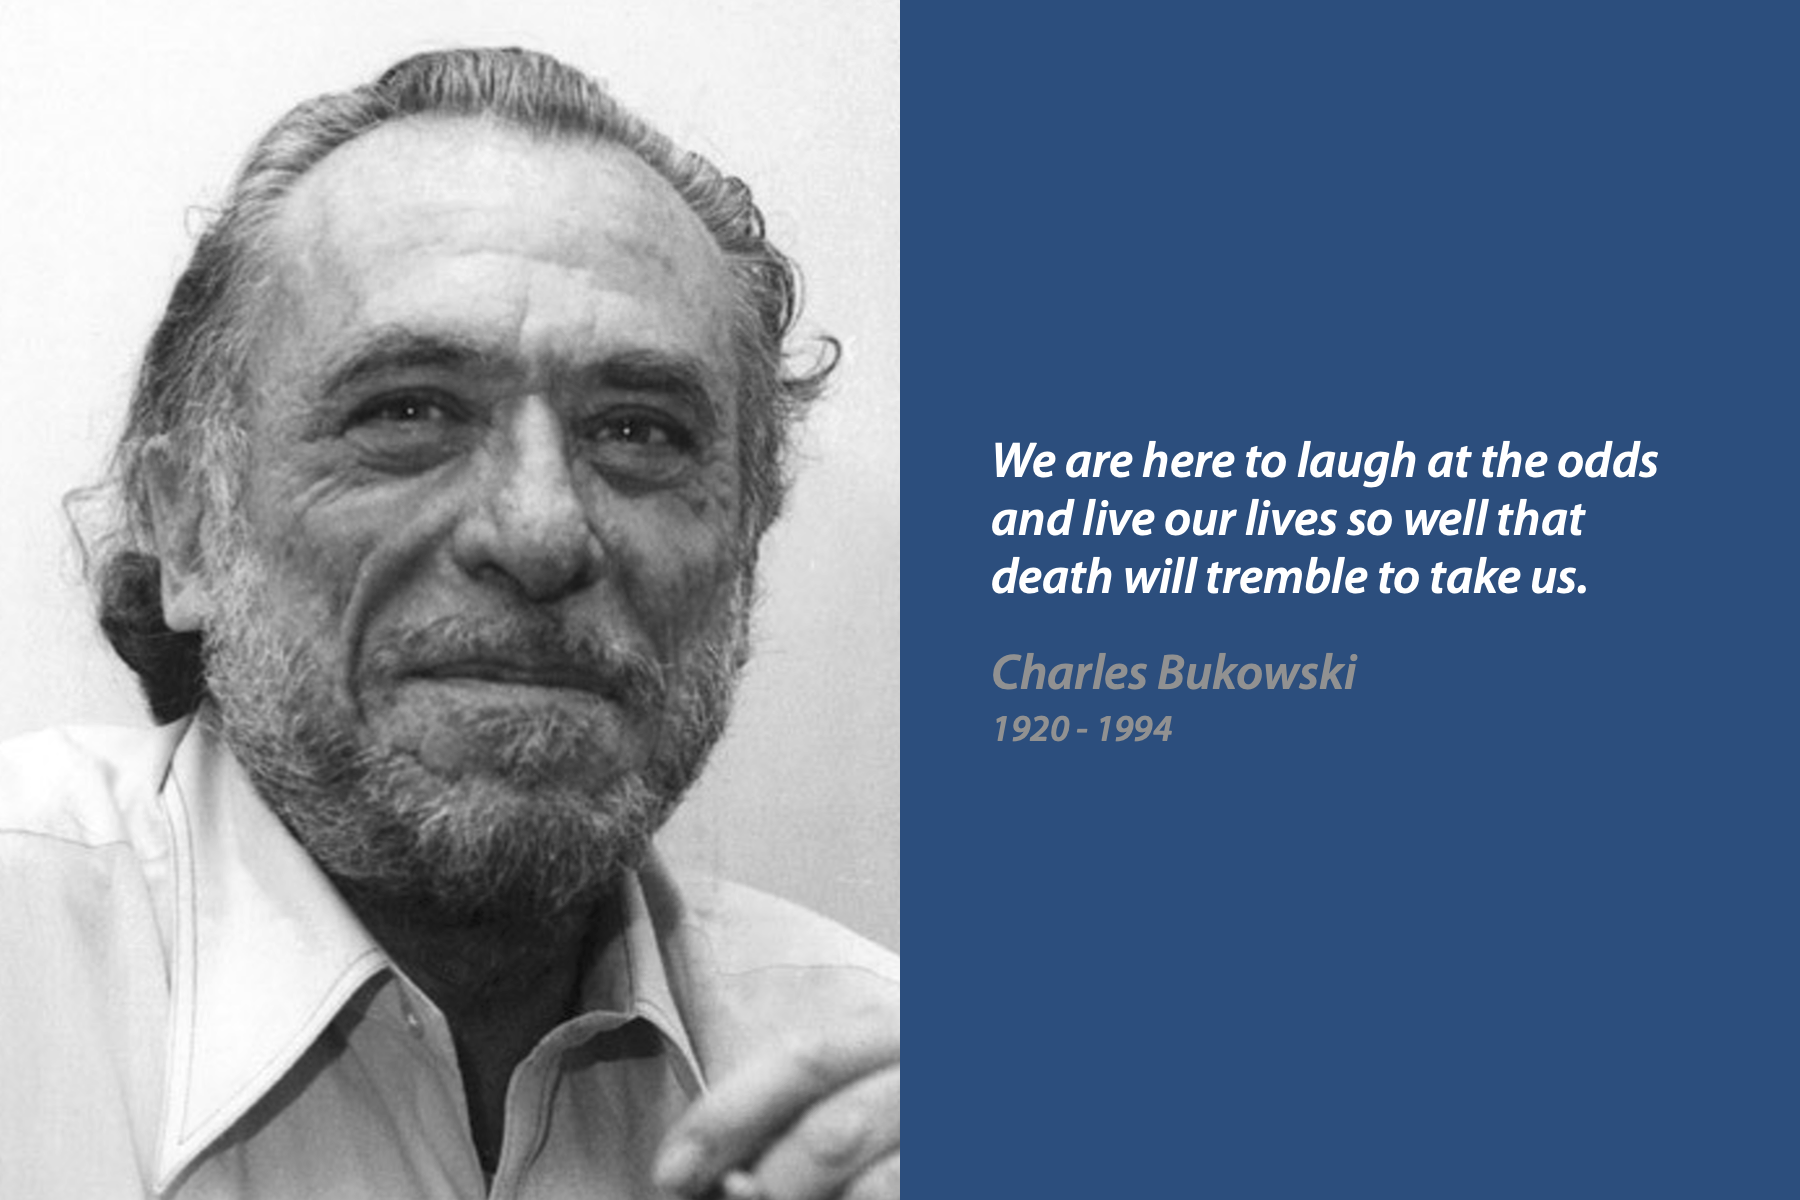 We are here to laugh at the odds
and live our lives so well that
death will tremble to take us.
Charles Bukowski
1920 - 1994